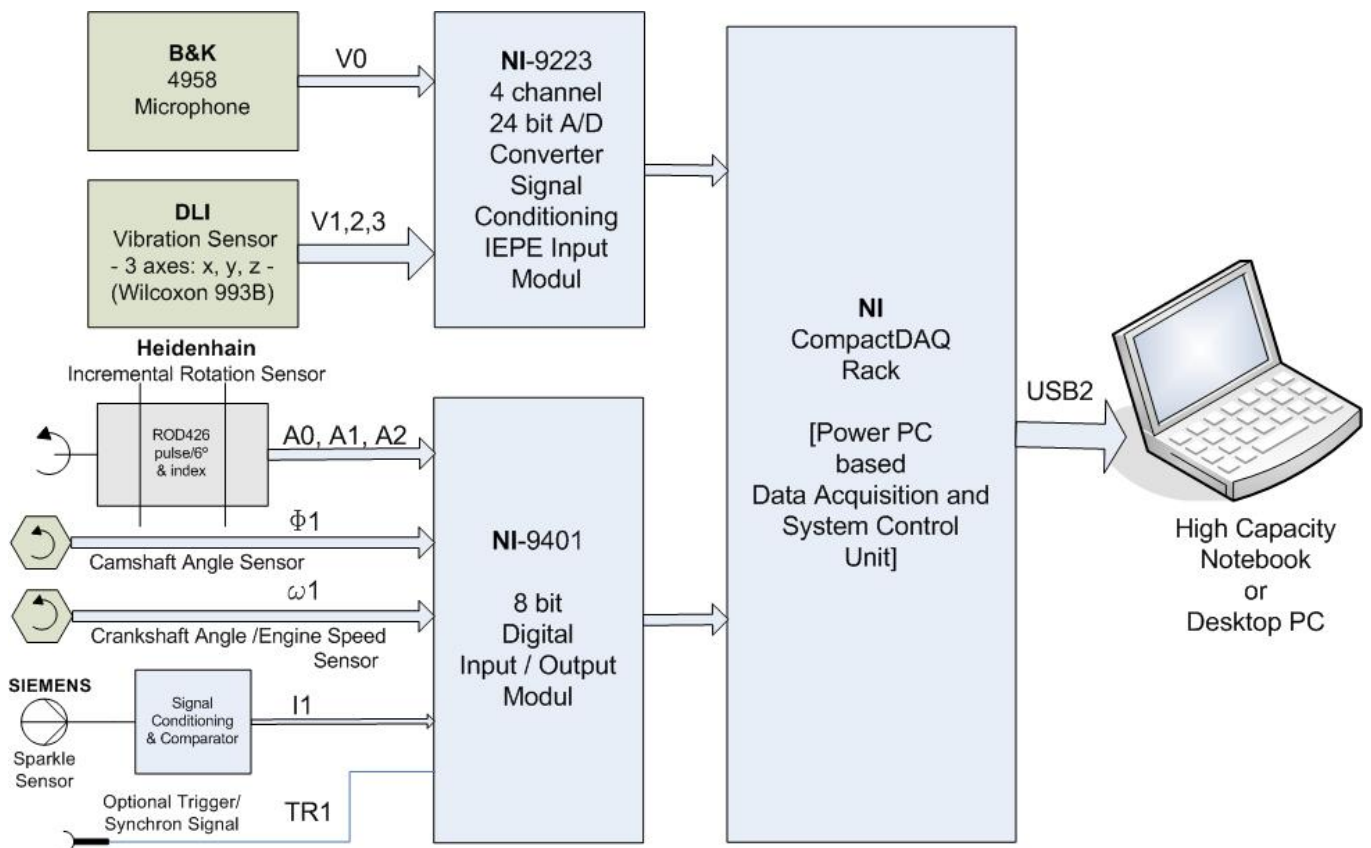 B&K
4958
Microphone
V0
DLI
Vibration Sensor
- 3 axes: x, y, z -
(Wilcoxon 993B)
V1,2,3
NI-9223
4 channel
24 bit A/D
Converter
Signal
Conditioning
IEPE Input
Modul
Heidenhain
Incremental Rotation Sensor
ROD426
pulse/6º
& index
A0, A1, A2
Φ1
Camshaft Angle Sensor
ω1
Crankshaft Angle /Engine Speed
Sensor
SIEMENS
Sparkle
Sensor
Signal
Conditioning
& Comparator
I1
Optional Trigger/
Synchron Signal
TR1
NI-9401
8 bit
Digital
Input / Output
Modul
NI
CompactDAQ
Rack
[Power PC
based
Data Acquisition and
System Control
Unit]
USB2
High Capacity
Notebook
or
Desktop PC